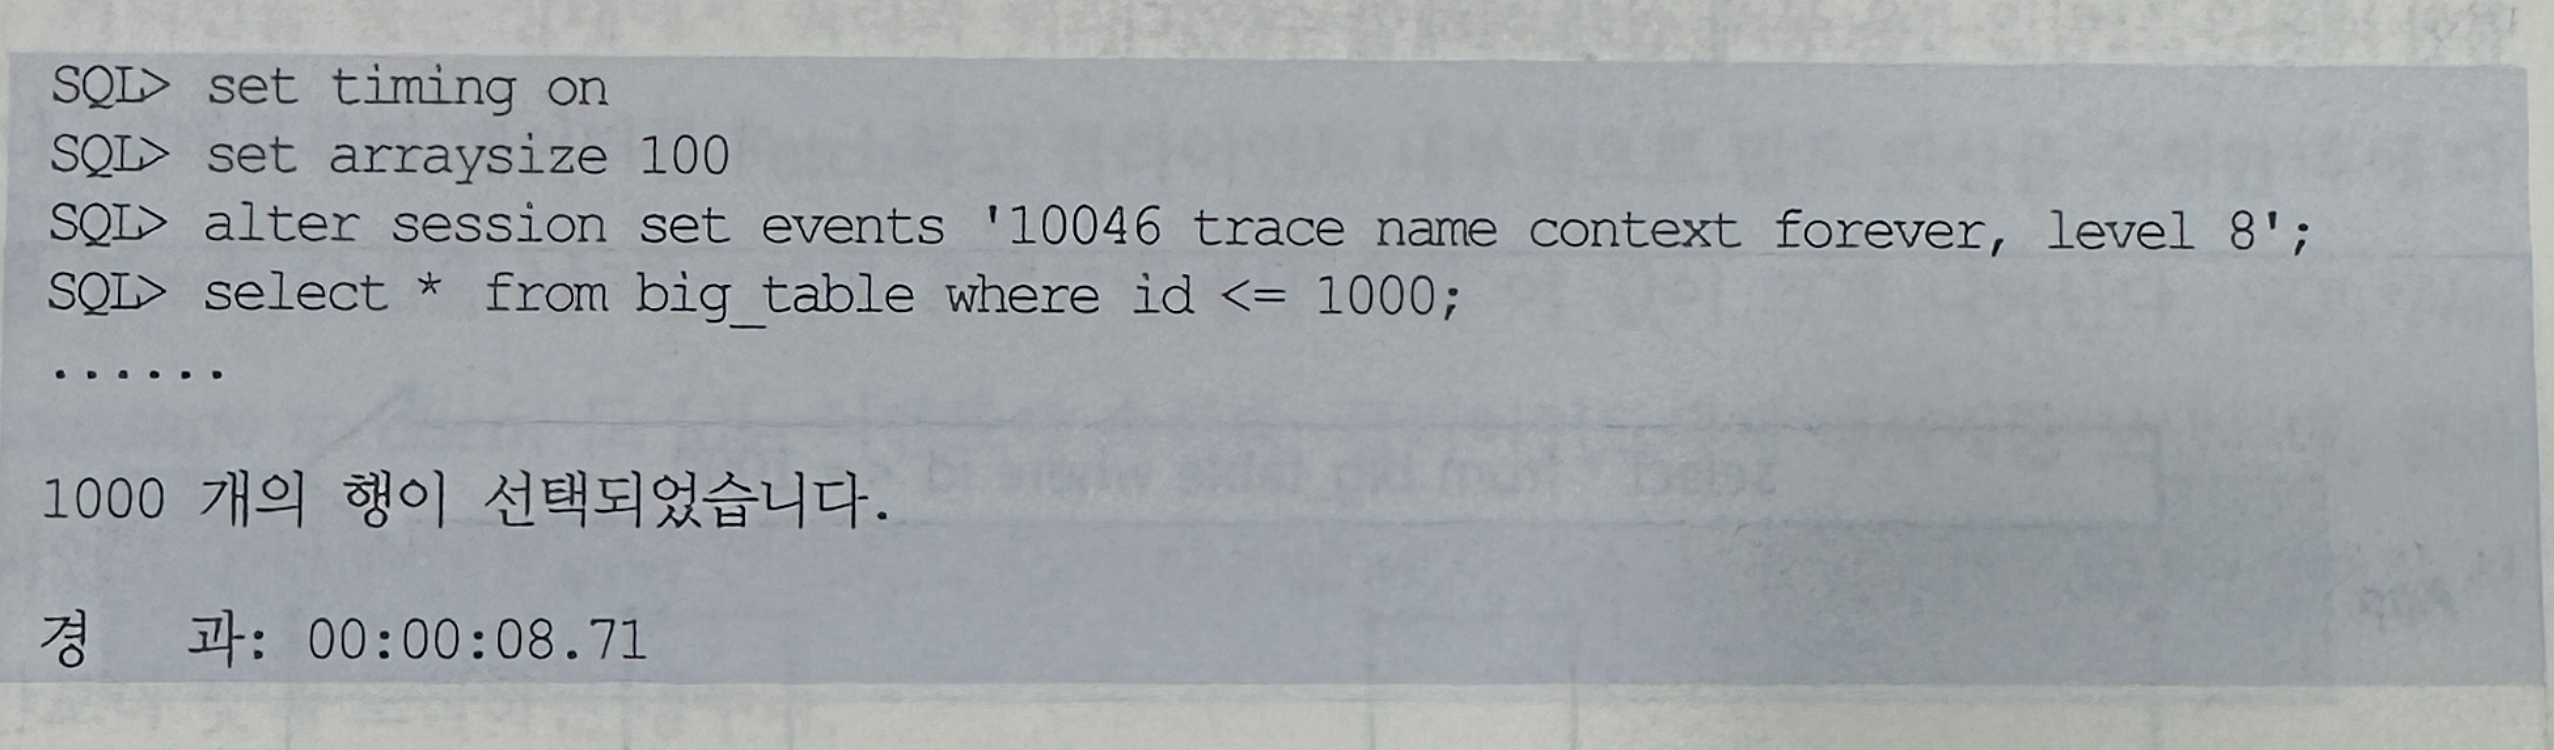 SQL> set timing on
SQL> set arraysize 100
SQL> alter session set events '10046 trace name context forever, level 8';
SQL> select * from big_table where id <= 1000;
......
1000 개의 행이 선택되었습니다.
경   과: 00:00:08.71